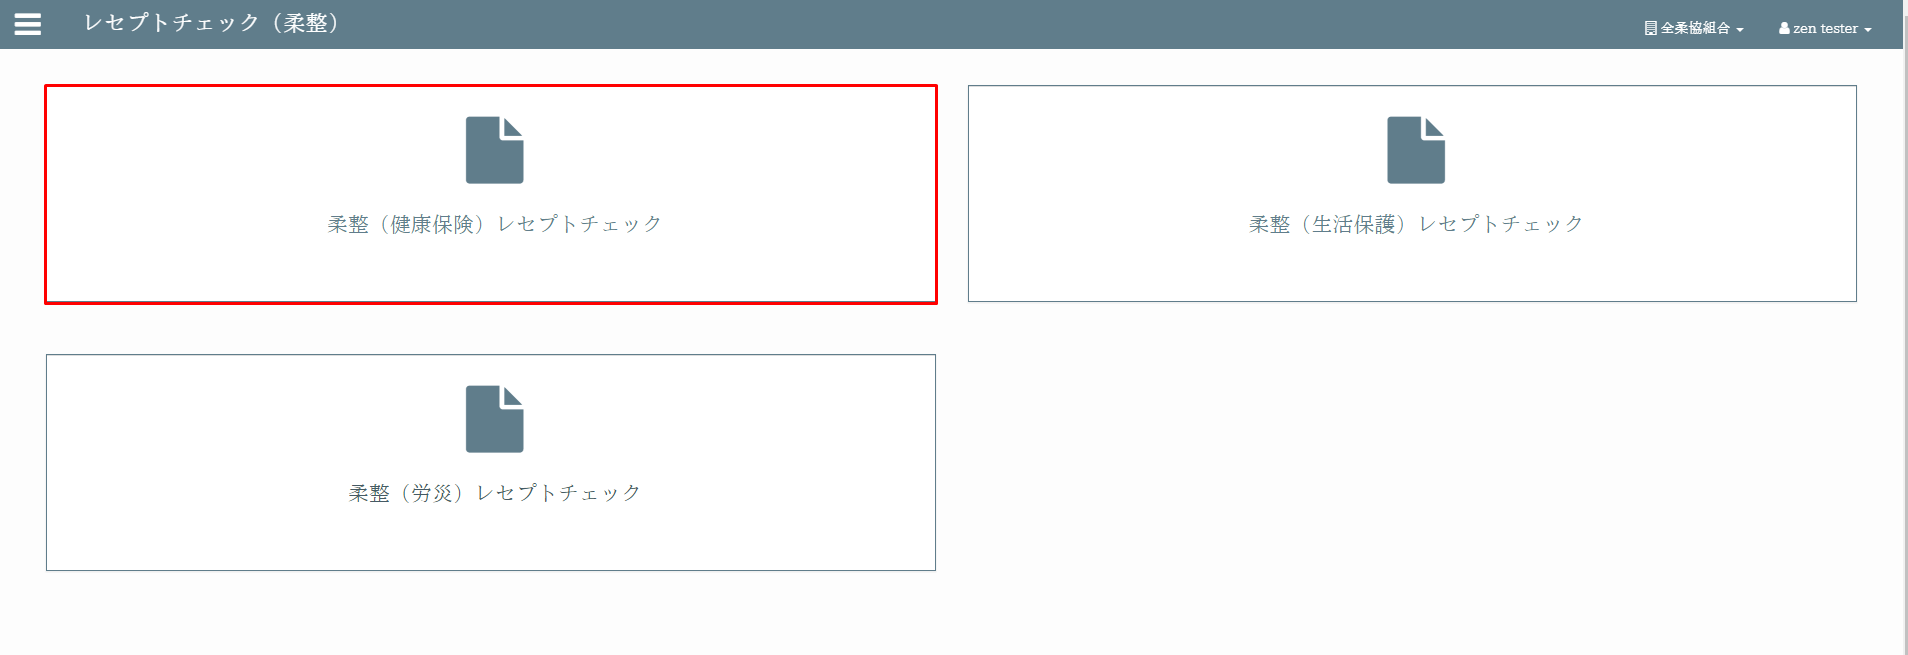 レセプトチェック（柔整）
全柔協組合
zen tester
柔整（健康保険）レセプトチェック
柔整（生活保護）レセプトチェック
柔整（労災）レセプトチェック